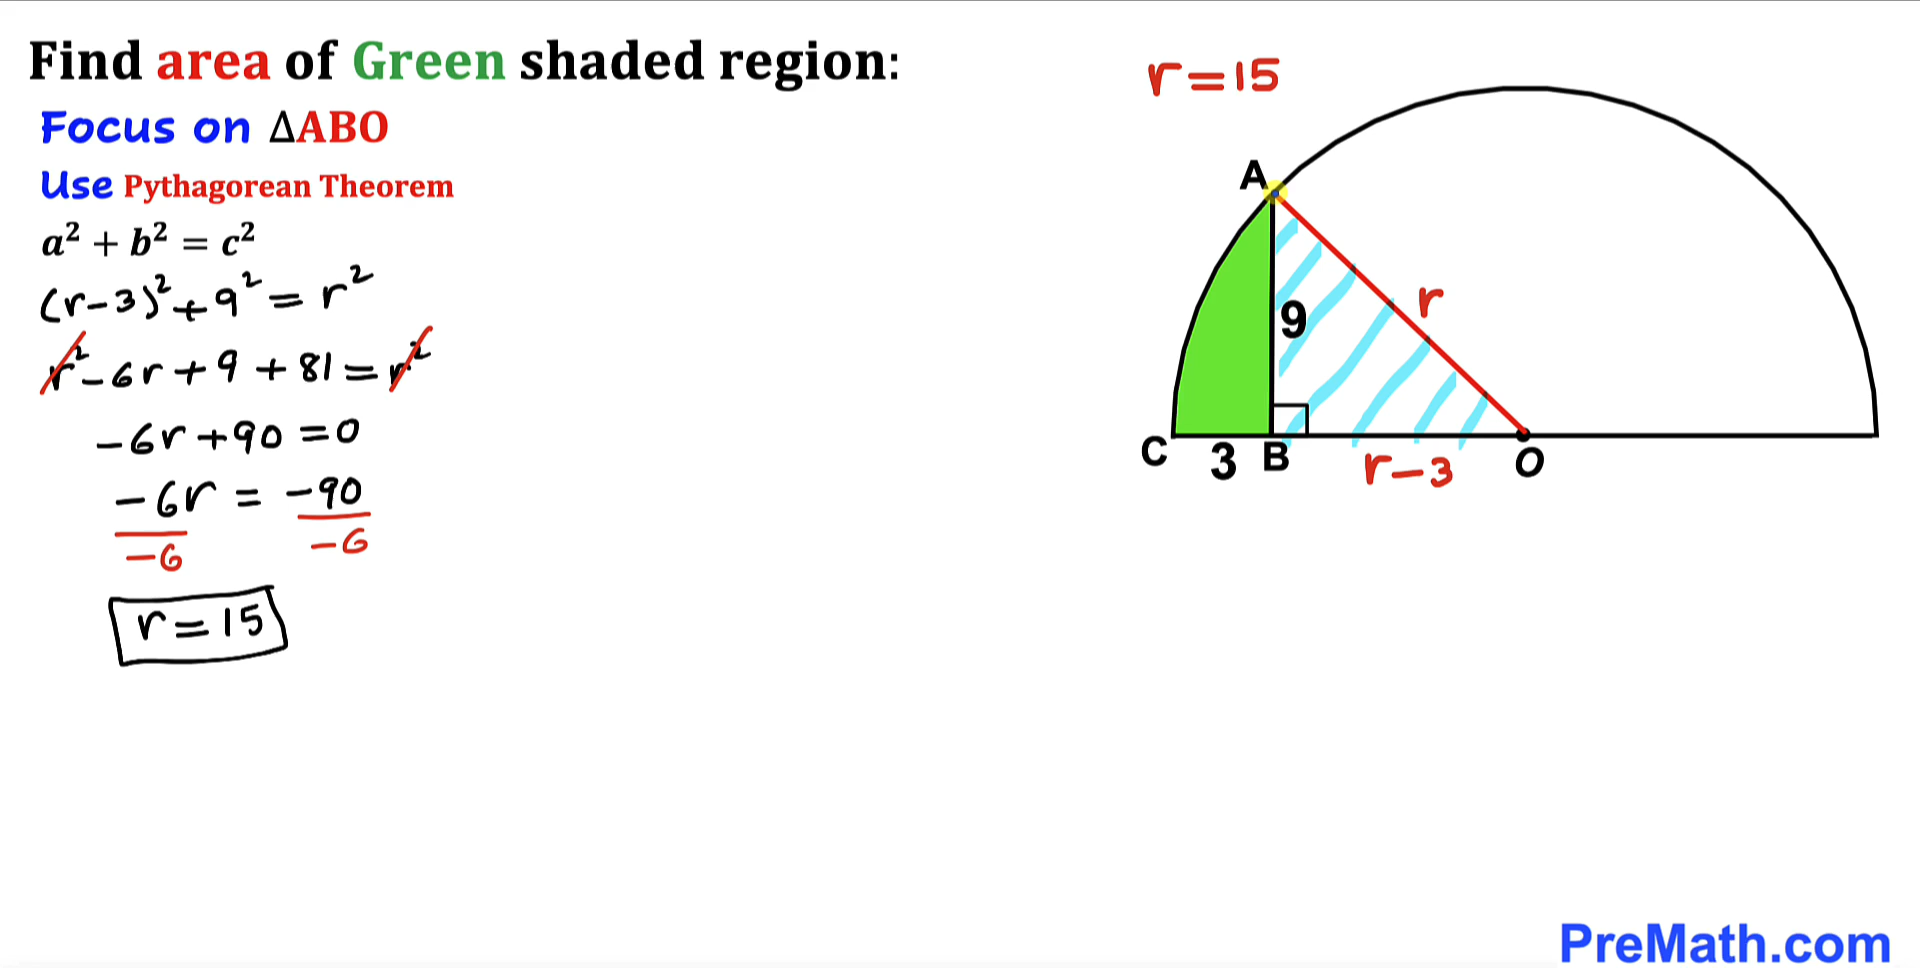 Find area of Green shaded region:
Focus on ΔABO
Use Pythagorean Theorem
a² + b² = c²
(r-3)² + 9² = r²
r² - 6r + 9 + 81 = r²
-6r + 90 = 0
-6r = -90
-6 -6
r = 15
r = 15
A
9
r
C 3 B r-3 O
PreMath.com